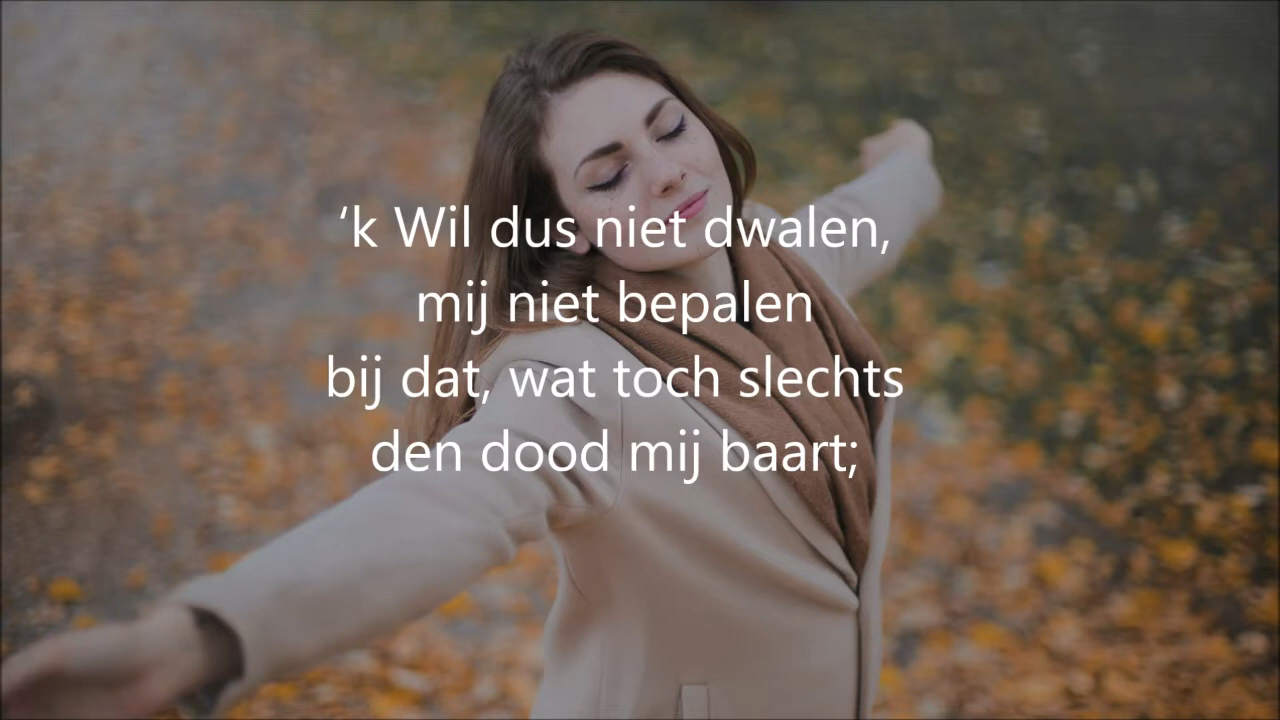 ‘k Wil dus niet dwalen,
mij niet bepalen
bij dat, wat toch slechts
den dood mij baart;